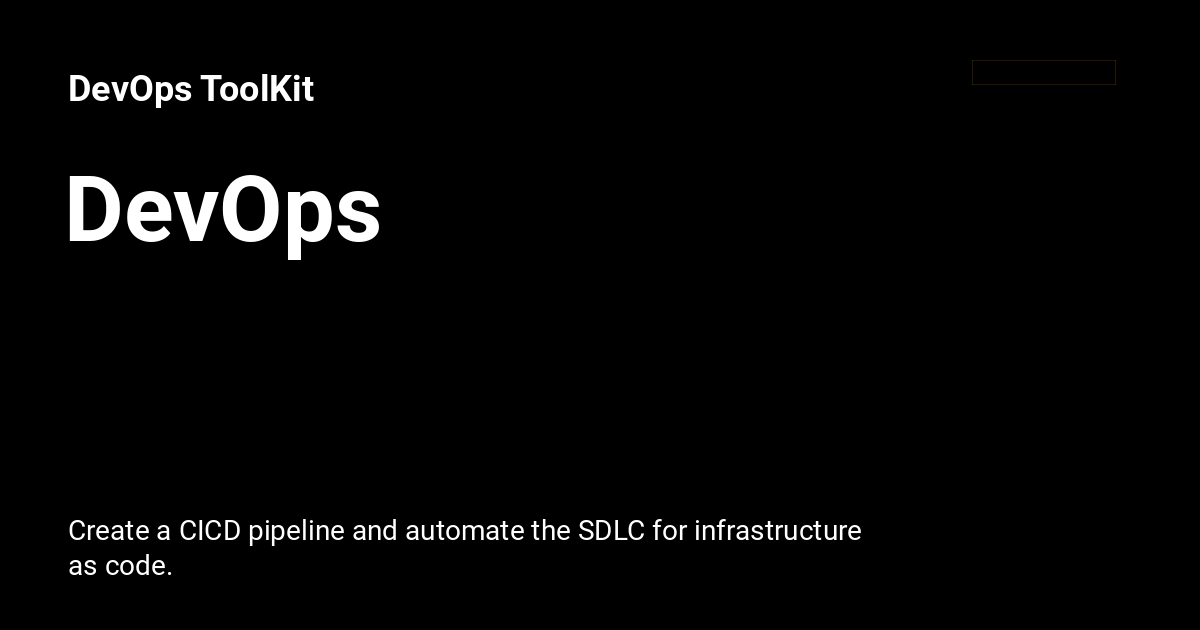 DevOps ToolKit
DevOps
Create a CICD pipeline and automate the SDLC for infrastructure
as code.